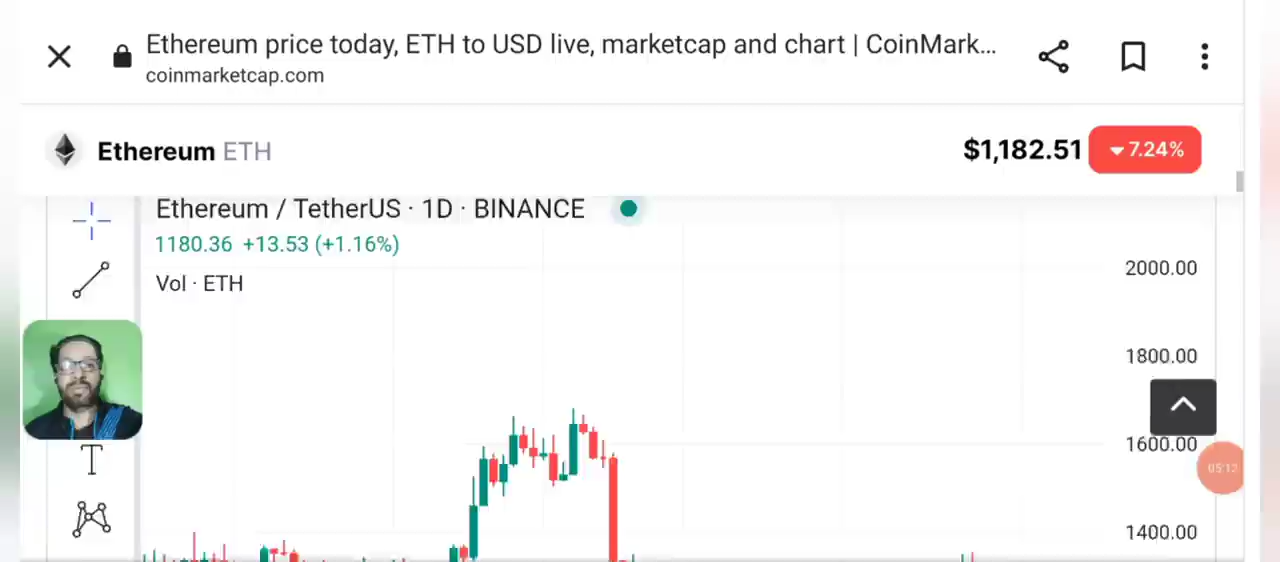 Ethereum price today, ETH to USD live, marketcap and chart | CoinMark...
coinmarketcap.com
Ethereum ETH
$1,182.51 7.24%
Ethereum / TetherUS · 1D · BINANCE
1180.36 +13.53 (+1.16%)
Vol · ETH
2000.00
1800.00
1600.00
1400.00
T